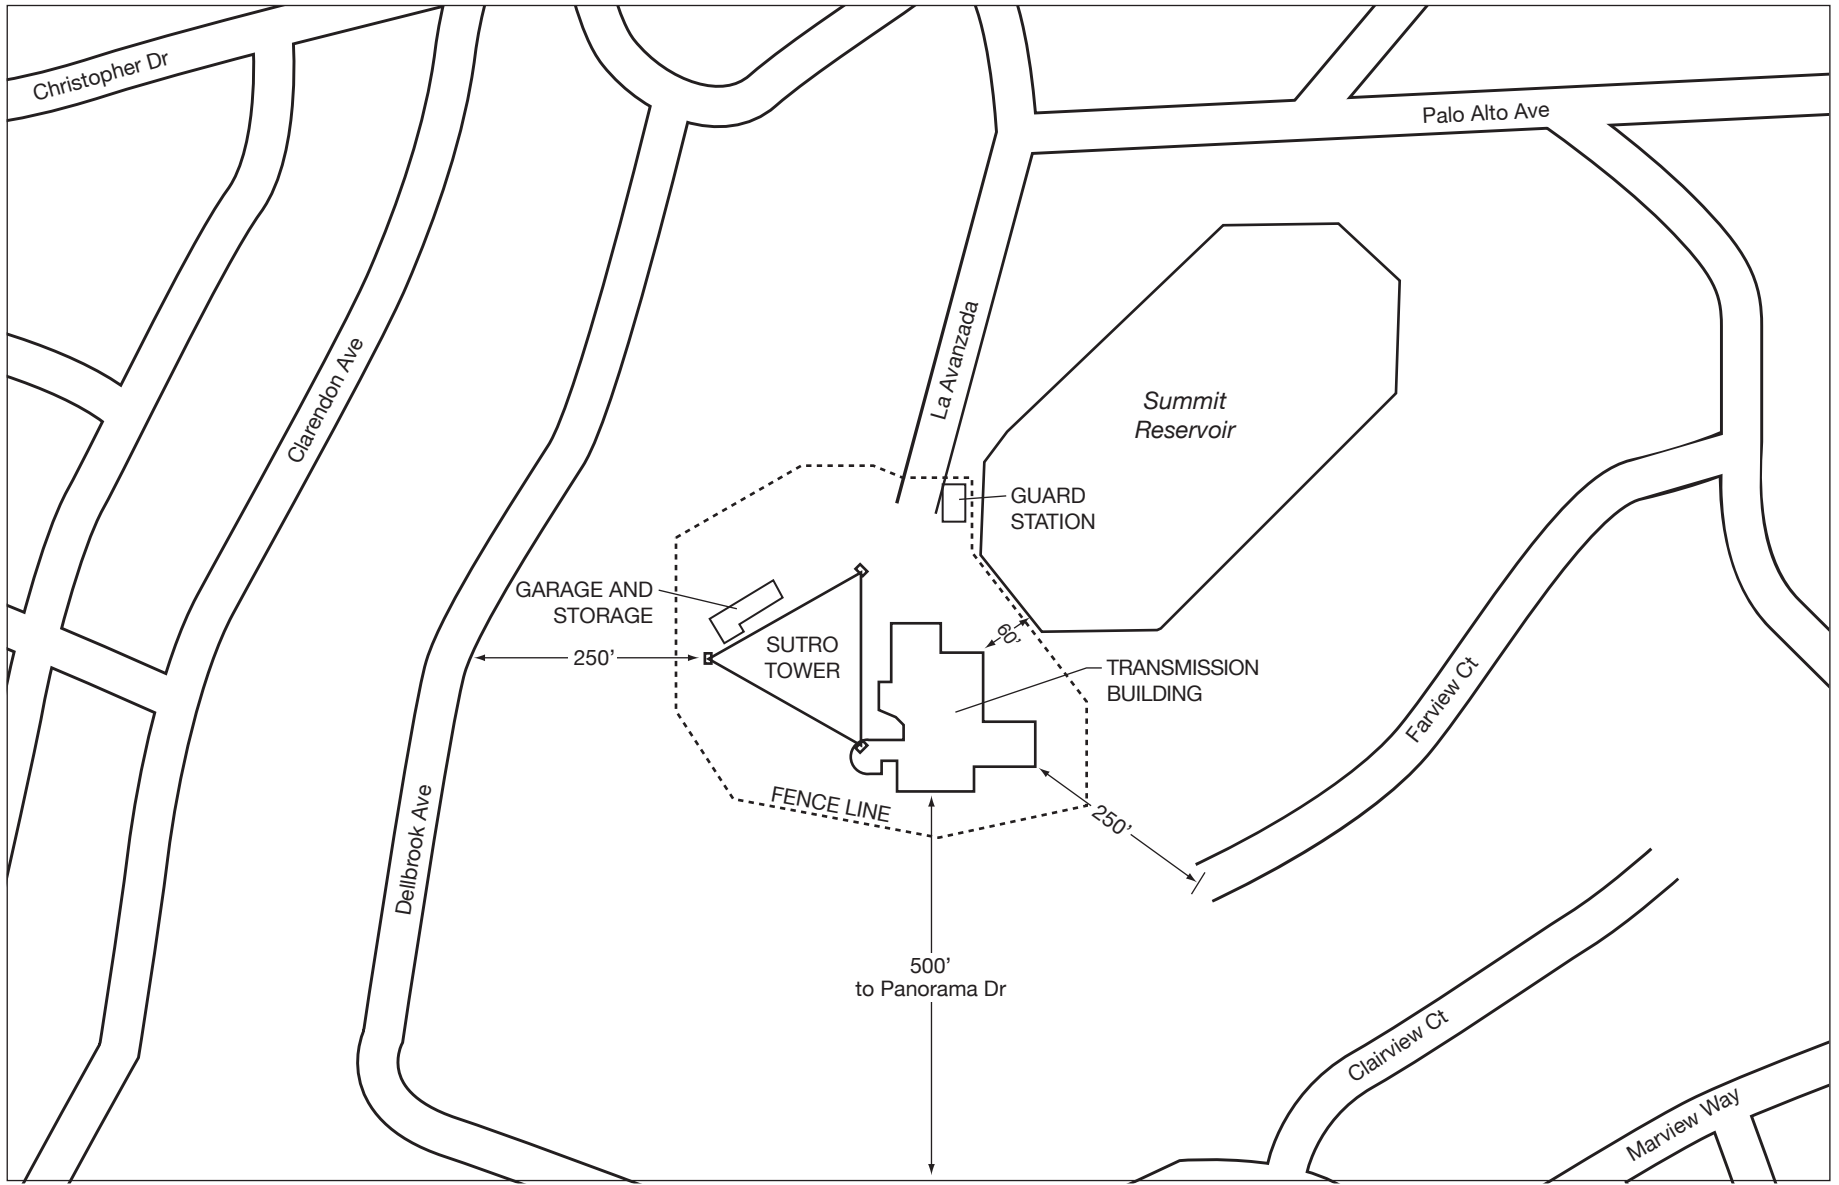 Christopher Dr
Palo Alto Ave
Clarendon Ave
La Avanzada
Summit
Reservoir
GUARD
STATION
GARAGE AND
STORAGE
SUTRO
TOWER
250’
60’
TRANSMISSION
BUILDING
Farview Ct
FENCE LINE
250’
Dellbrook Ave
500’
to Panorama Dr
Clairview Ct
Marview Way